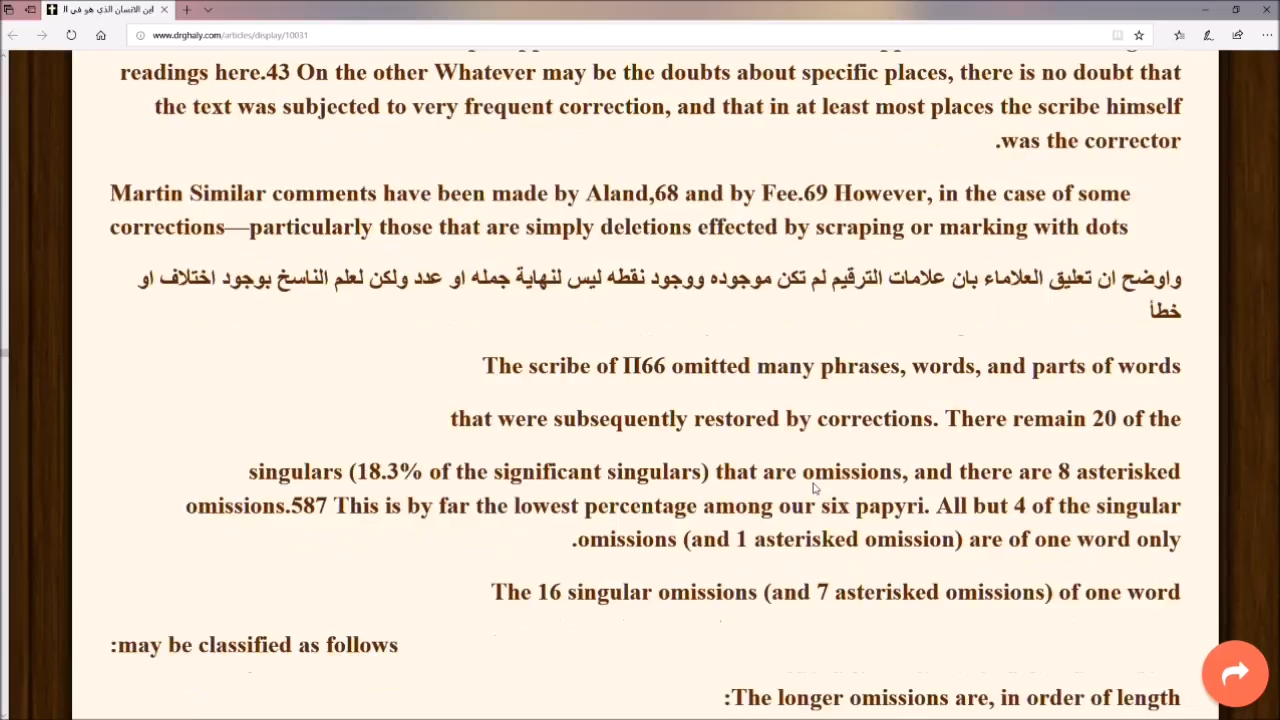 اين الانسان الذي هو في ال
www.drghaly.com/articles/display/10031
readings here.43 On the other Whatever may be the doubts about specific places, there is no doubt that
the text was subjected to very frequent correction, and that in at least most places the scribe himself
.was the corrector
Martin Similar comments have been made by Aland,68 and by Fee.69 However, in the case of some
corrections—particularly those that are simply deletions effected by scraping or marking with dots
واوضح ان تعليق العلاماء بان علامات الترقيم لم تكن موجوده ووجود نقطه ليس لنهاية جمله او عدد ولكن لعلم الناسخ بوجود اختلاف او
خطأ
The scribe of Π66 omitted many phrases, words, and parts of words
that were subsequently restored by corrections. There remain 20 of the
singulars (18.3% of the significant singulars) that are omissions, and there are 8 asterisked
omissions.587 This is by far the lowest percentage among our six papyri. All but 4 of the singular
.omissions (and 1 asterisked omission) are of one word only
The 16 singular omissions (and 7 asterisked omissions) of one word
:may be classified as follows
:The longer omissions are, in order of length